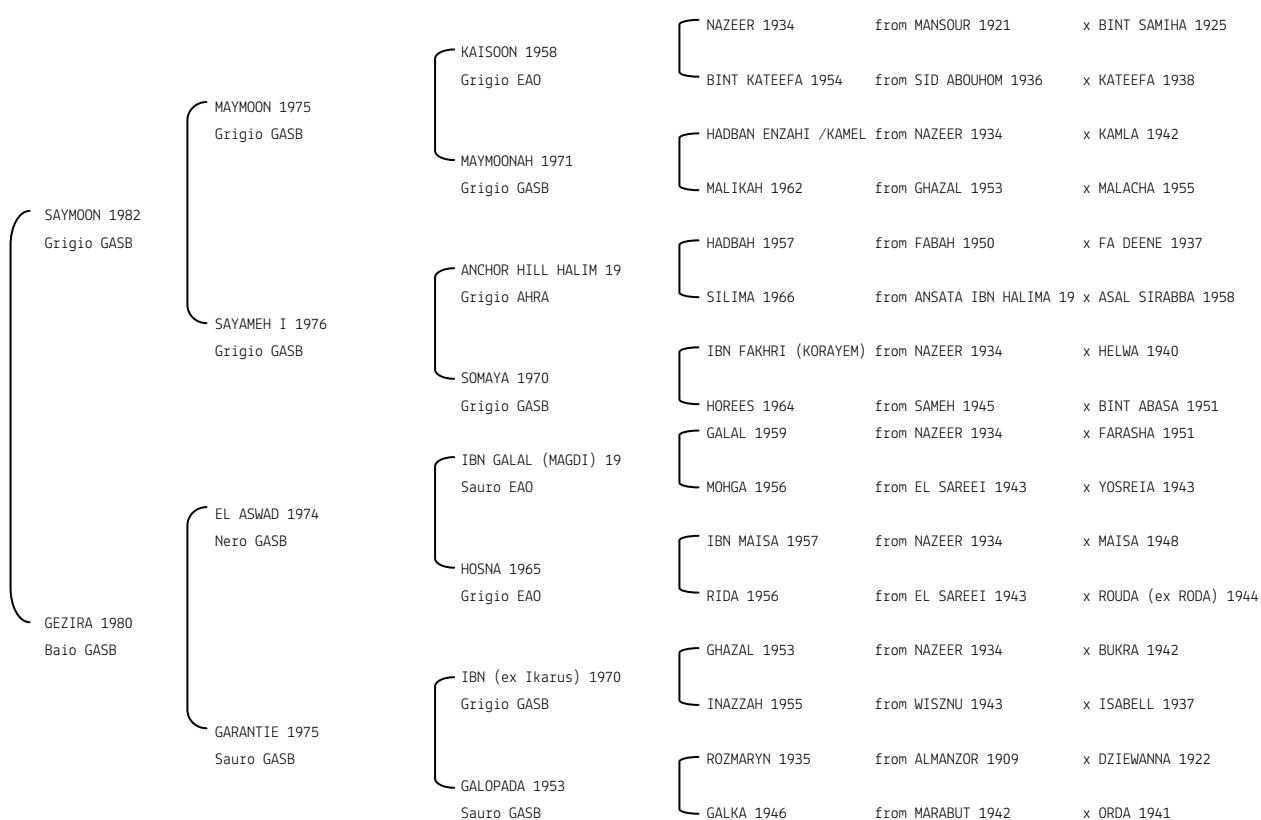 NAZEER 1934 from MANSOUR 1921 x BINT SAMIHA 1925
KAISOON 1958
Grigio EAO
BINT KATEEFA 1954 from SID ABOUHOM 1936 x KATEEFA 1938
MAYMOON 1975
Grigio GASB
HADBAN ENZAHI /KAMEL from NAZEER 1934 x KAMLA 1942
MAYMOONAH 1971
Grigio GASB
MALIKAH 1962 from GHAZAL 1953 x MALACHA 1955
SAYMOON 1982
Grigio GASB
HADBAH 1957 from FABAH 1950 x FA DEENE 1937
ANCHOR HILL HALIM 19
Grigio AHRA
SILIMA 1966 from ANSATA IBN HALIMA 19 x ASAL SIRABBA 1958
SAYAMEH I 1976
Grigio GASB
IBN FAKHRI (KORAYEM) from NAZEER 1934 x HELWA 1940
SOMAYA 1970
Grigio GASB
HOREES 1964 from SAMEH 1945 x BINT ABASA 1951
GALAL 1959 from NAZEER 1934 x FARASHA 1951
IBN GALAL (MAGDI) 19
Sauro EAO
MOHGA 1956 from EL SAREEI 1943 x YOSREIA 1943
EL ASWAD 1974
Nero GASB
IBN MAISA 1957 from NAZEER 1934 x MAISA 1948
HOSNA 1965
Grigio EAO
RIDA 1956 from EL SAREEI 1943 x ROUDA (ex RODA) 1944
GEZIRA 1980
Baio GASB
GHAZAL 1953 from NAZEER 1934 x BUKRA 1942
IBN (ex Ikarus) 1970
Grigio GASB
INAZZAH 1955 from WISZNU 1943 x ISABELL 1937
GARANTIE 1975
Sauro GASB
ROZMARYN 1935 from ALMANZOR 1909 x DZIEWANNA 1922
GALOPADA 1953
Sauro GASB
GALKA 1946 from MARABUT 1942 x ORDA 1941